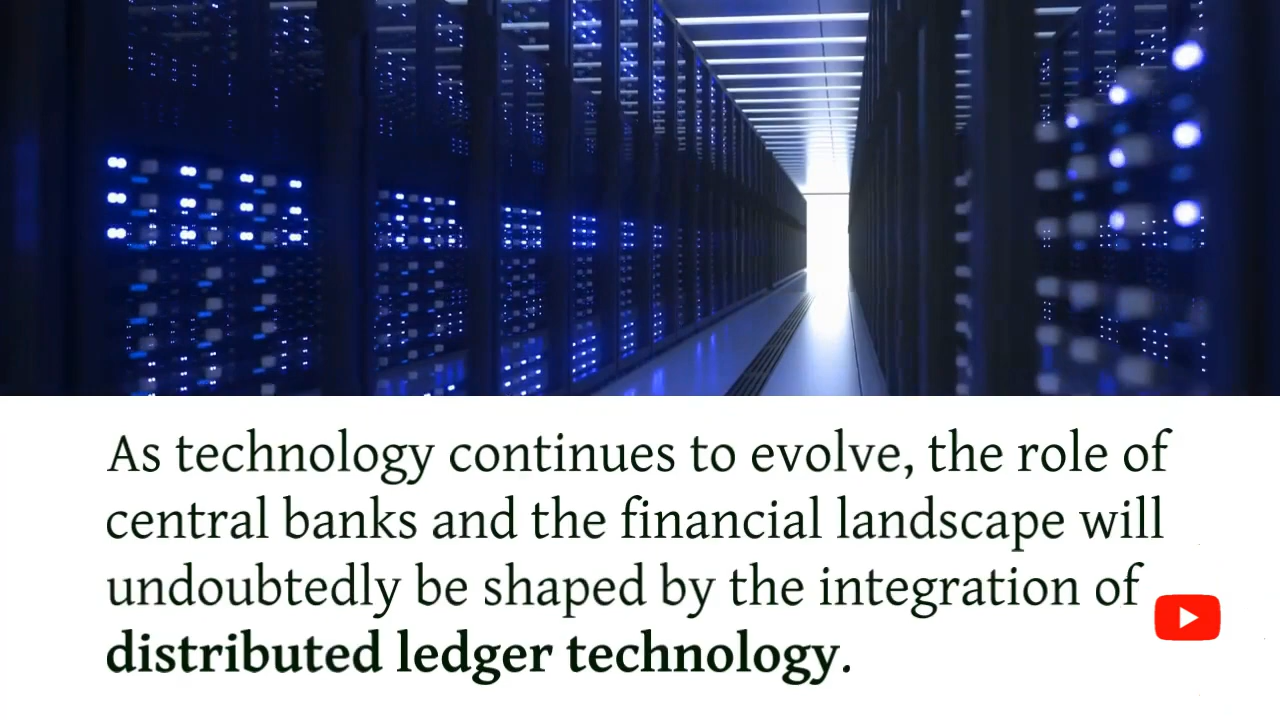 As technology continues to evolve, the role of
central banks and the financial landscape will
undoubtedly be shaped by the integration of
distributed ledger technology.